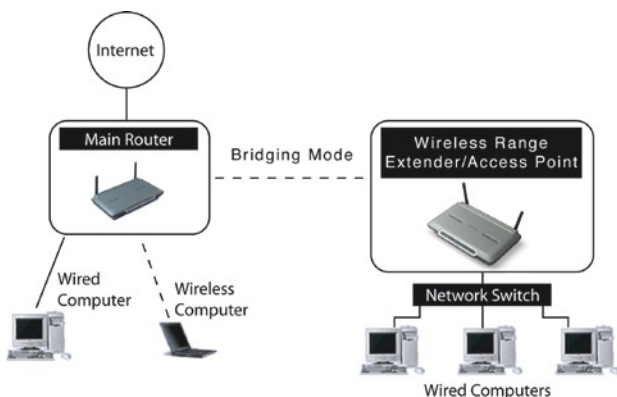 Internet
Main Router
Bridging Mode
Wireless Range
Extender/Access Point
Wired
Computer
Wireless
Computer
Network Switch
Wired Computers